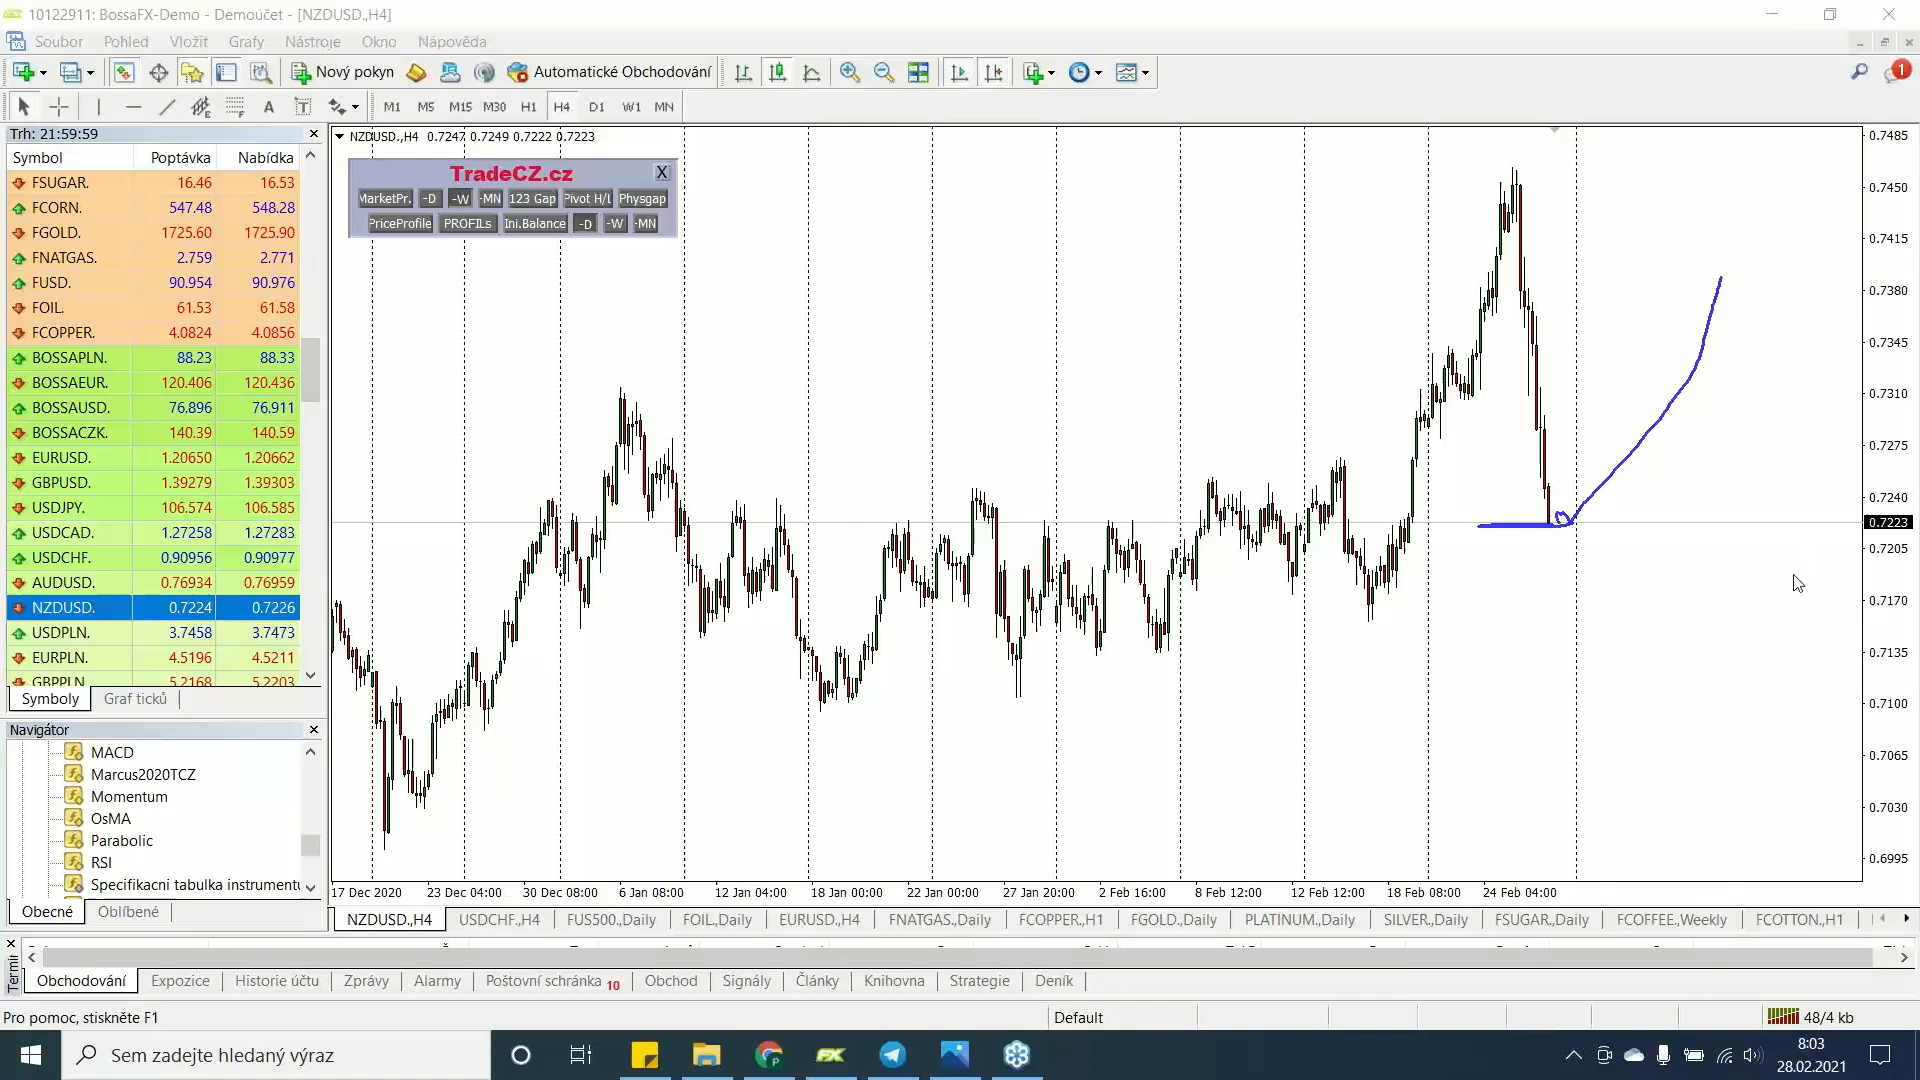 10122911: BossaFX-Demo - Demoúčet - [NZDUSD.,H4]
Soubor Pohled Vložit Grafy Nástroje Okno Nápověda
Nový pokyn Automatické Obchodování 1
A T M1 M5 M15 M30 H1 H4 D1 W1 MN
Trh: 21:59:59
Symbol Poptávka Nabídka
FSUGAR. 16.46 16.53
FCORN. 547.48 548.28
FGOLD. 1725.60 1725.90
FNATGAS. 2.759 2.771
FUSD. 90.954 90.976
FOIL. 61.53 61.58
FCOPPER. 4.0824 4.0856
BOSSAPLN. 88.23 88.33
BOSSAEUR. 120.406 120.436
BOSSAUSD. 76.896 76.911
BOSSACZK. 140.39 140.59
EURUSD. 1.20650 1.20662
GBPUSD. 1.39279 1.39303
USDJPY. 106.574 106.585
USDCAD. 1.27258 1.27283
USDCHF. 0.90956 0.90977
AUDUSD. 0.76934 0.76959
NZDUSD. 0.7224 0.7226
USDPLN. 3.7458 3.7473
EURPLN. 4.5196 4.5211
GBPPLN. 5.2168 5.2203
Symboly Graf ticků
Navigátor
MACD
Marcus2020TCZ
Momentum
OsMA
Parabolic
RSI
Specifikacni tabulka instrumentu
Obecné Oblíbené
NZDUSD.,H4 0.7247 0.7249 0.7222 0.7223
TradeCZ.cz X
MarketPr. -D -W -MN 123 Gap Pivot H/L Physgap
PriceProfile PROFILs Ini.Balance -D -W -MN
0.7485
0.7450
0.7415
0.7380
0.7345
0.7310
0.7275
0.7240
0.7223
0.7205
0.7170
0.7135
0.7100
0.7065
0.7030
0.6995
17 Dec 2020 23 Dec 04:00 30 Dec 08:00 6 Jan 08:00 12 Jan 04:00 18 Jan 00:00 22 Jan 00:00 27 Jan 20:00 2 Feb 16:00 8 Feb 12:00 12 Feb 12:00 18 Feb 08:00 24 Feb 04:00
NZDUSD.,H4 USDCHF.,H4 FUS500.,Daily FOIL.,Daily EURUSD.,H4 FNATGAS.,Daily FCOPPER.,H1 FGOLD.,Daily PLATINUM.,Daily SILVER.,Daily FSUGAR.,Daily FCOFFEE.,Weekly FCOTTON.,H1
Termir
Obchodování Expozice Historie účtu Zprávy Alarmy Poštovní schránka 10 Obchod Signály Články Knihovna Strategie Deník
Pro pomoc, stiskněte F1 Default 48/4 kb
Sem zadejte hledaný výraz
8:03
28.02.2021